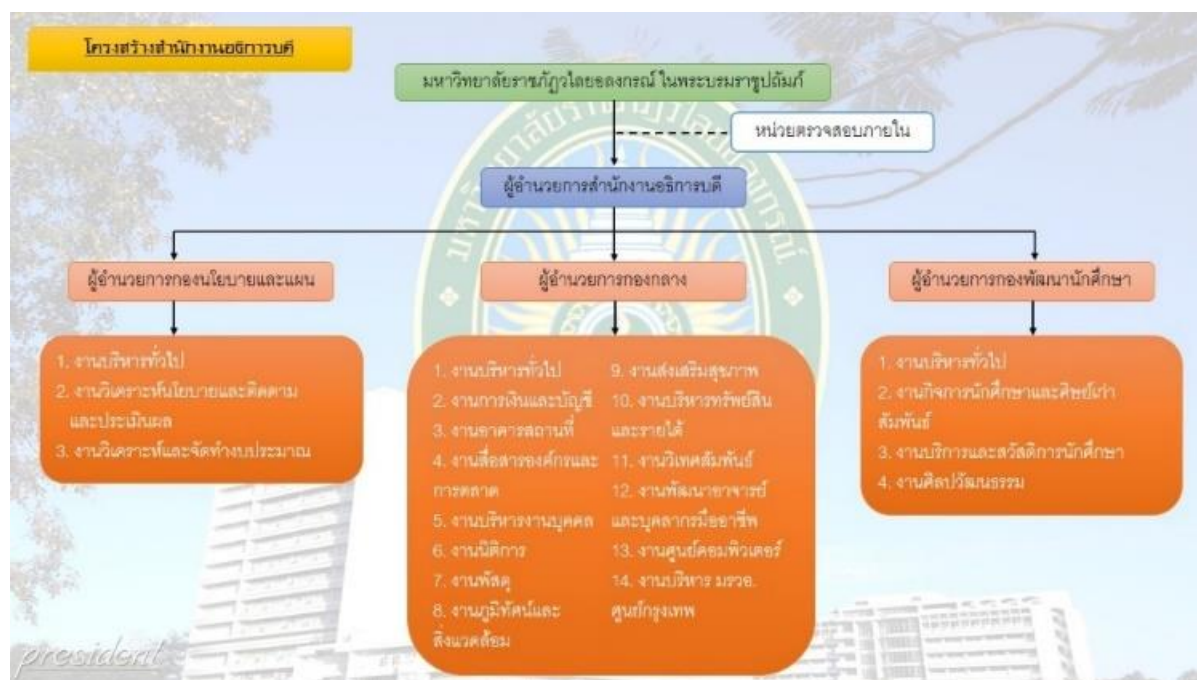 โครงสร้างสำนักงานอธิการบดี
มหาวิทยาลัยราชภัฏวไลยอลงกรณ์ ในพระบรมราชูปถัมภ์
หน่วยตรวจสอบภายใน
ผู้อำนวยการสำนักงานอธิการบดี
ผู้อำนวยการกองนโยบายและแผน
1. งานบริหารทั่วไป
2. งานวิเคราะห์นโยบายและติดตาม
และประเมินผล
3. งานวิเคราะห์และจัดทำงบประมาณ
ผู้อำนวยการกองกลาง
1. งานบริหารทั่วไป
2. งานการเงินและบัญชี
3. งานอาคารสถานที่
4. งานสื่อสารองค์กรและ
การตลาด
5. งานบริหารงานบุคคล
6. งานนิติการ
7. งานพัสดุ
8. งานภูมิทัศน์และ
สิ่งแวดล้อม
9. งานส่งเสริมสุขภาพ
10. งานบริหารทรัพย์สิน
และรายได้
11. งานวิเทศสัมพันธ์
12. งานพัฒนาอาจารย์
และบุคลากรมืออาชีพ
13. งานศูนย์คอมพิวเตอร์
14. งานบริหาร มรวอ.
ศูนย์กรุงเทพ
ผู้อำนวยการกองพัฒนานักศึกษา
1. งานบริหารทั่วไป
2. งานกิจการนักศึกษาและศิษย์เก่า
สัมพันธ์
3. งานบริการและสวัสดิการนักศึกษา
4. งานศิลปวัฒนธรรม
president